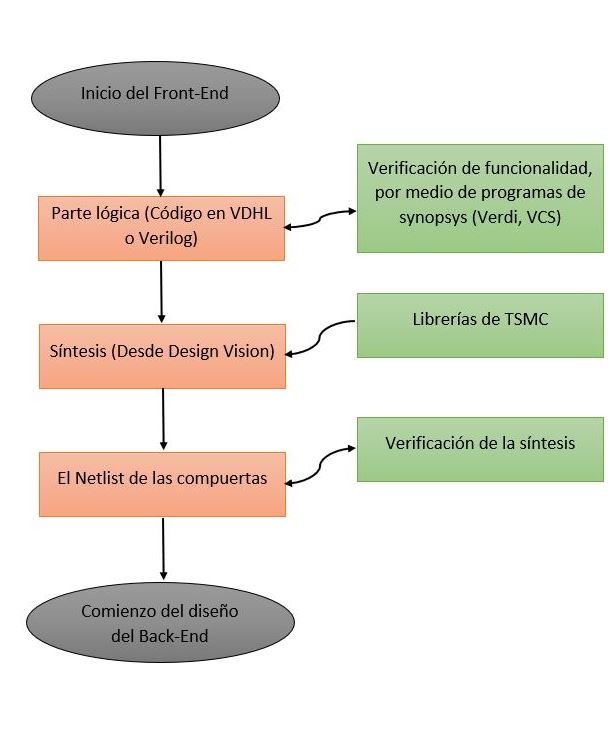 Inicio del Front-End
Parte lógica (Código en VDHL
o Verilog)
Verificación de funcionalidad,
por medio de programas de
synopsys (Verdi, VCS)
Síntesis (Desde Design Vision)
Librerías de TSMC
El Netlist de las compuertas
Verificación de la síntesis
Comienzo del diseño
del Back-End